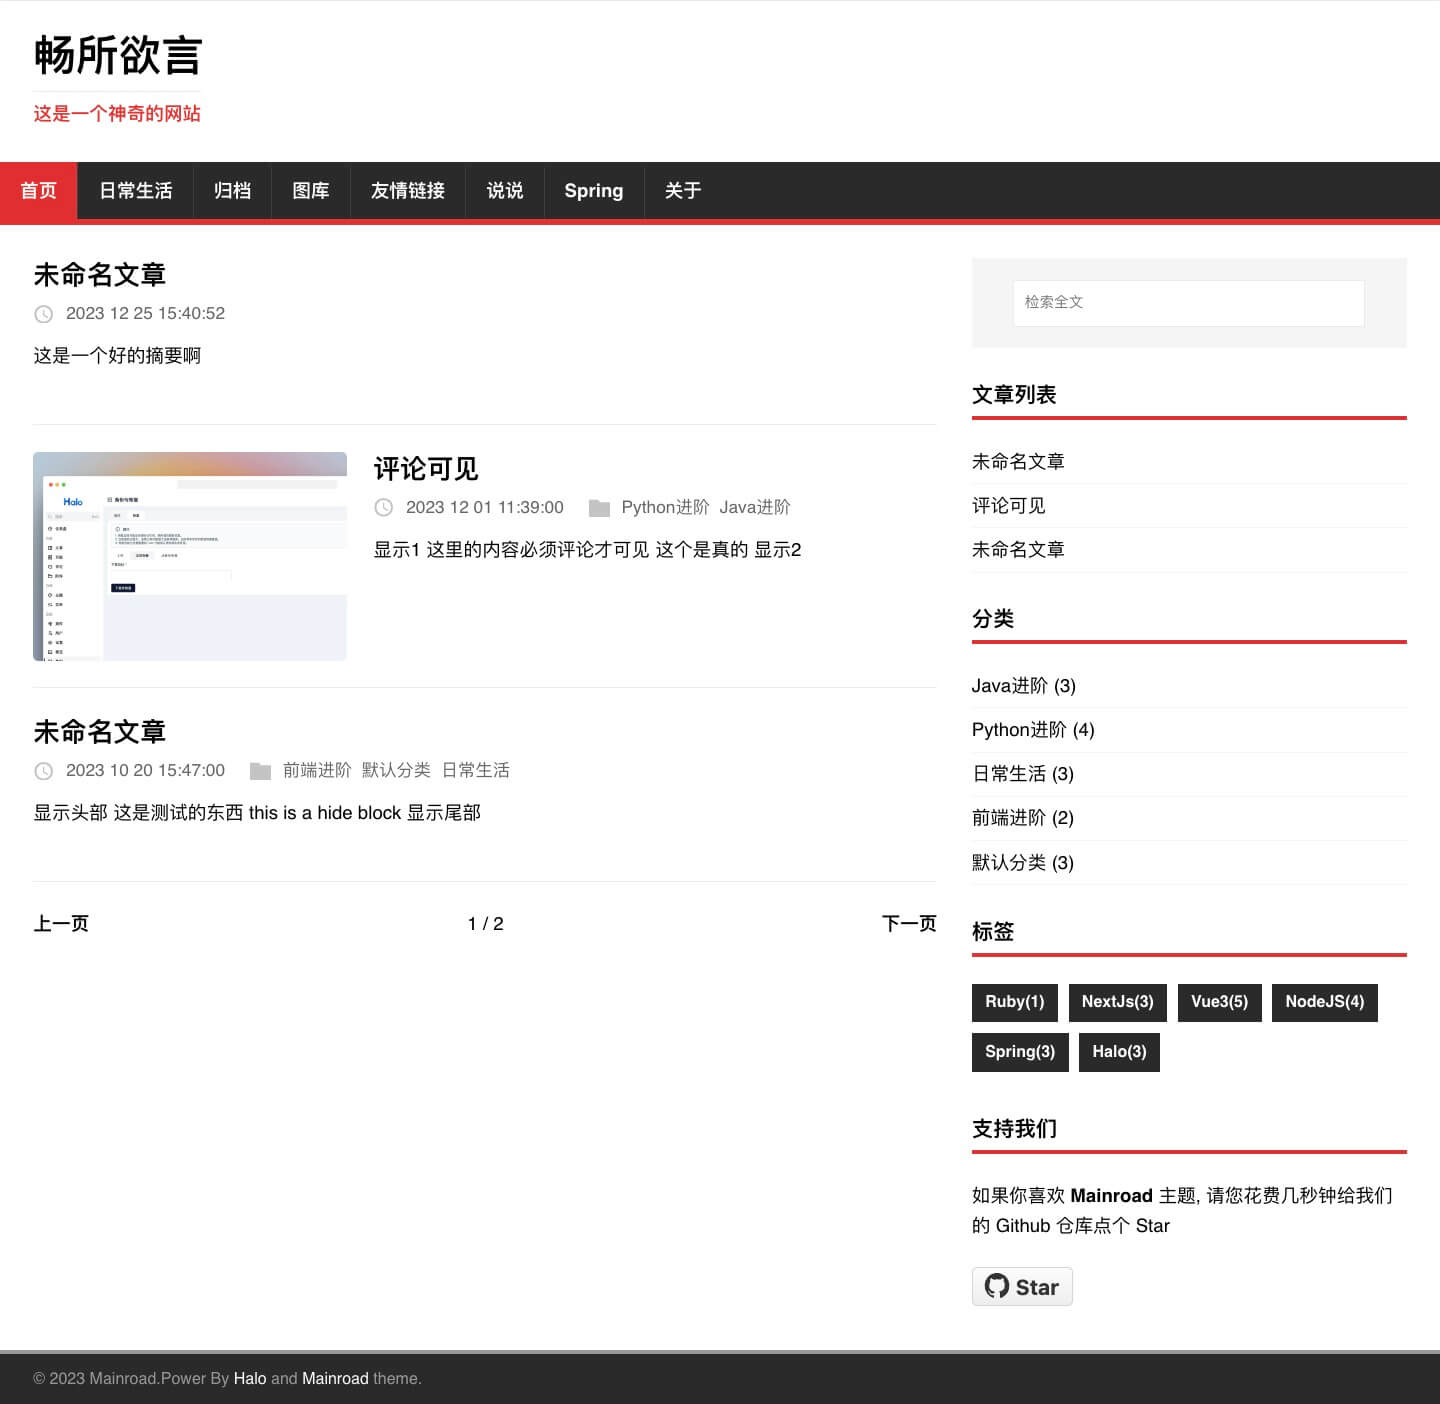 畅所欲言
这是一个神奇的网站
首页 日常生活 归档 图库 友情链接 说说 Spring 关于
未命名文章
2023 12 25 15:40:52
这是一个好的摘要啊
Halo
评论可见
2023 12 01 11:39:00 Python进阶 Java进阶
显示1 这里的内容必须评论才可见 这个是真的 显示2
未命名文章
2023 10 20 15:47:00 前端进阶 默认分类 日常生活
显示头部 这是测试的东西 this is a hide block 显示尾部
上一页 1 / 2 下一页
检索全文
文章列表
未命名文章
评论可见
未命名文章
分类
Java进阶 (3)
Python进阶 (4)
日常生活 (3)
前端进阶 (2)
默认分类 (3)
标签
Ruby(1) NextJs(3) Vue3(5) NodeJS(4)
Spring(3) Halo(3)
支持我们
如果你喜欢 Mainroad 主题, 请您花费几秒钟给我们
的 Github 仓库点个 Star
Star
© 2023 Mainroad.Power By Halo and Mainroad theme.